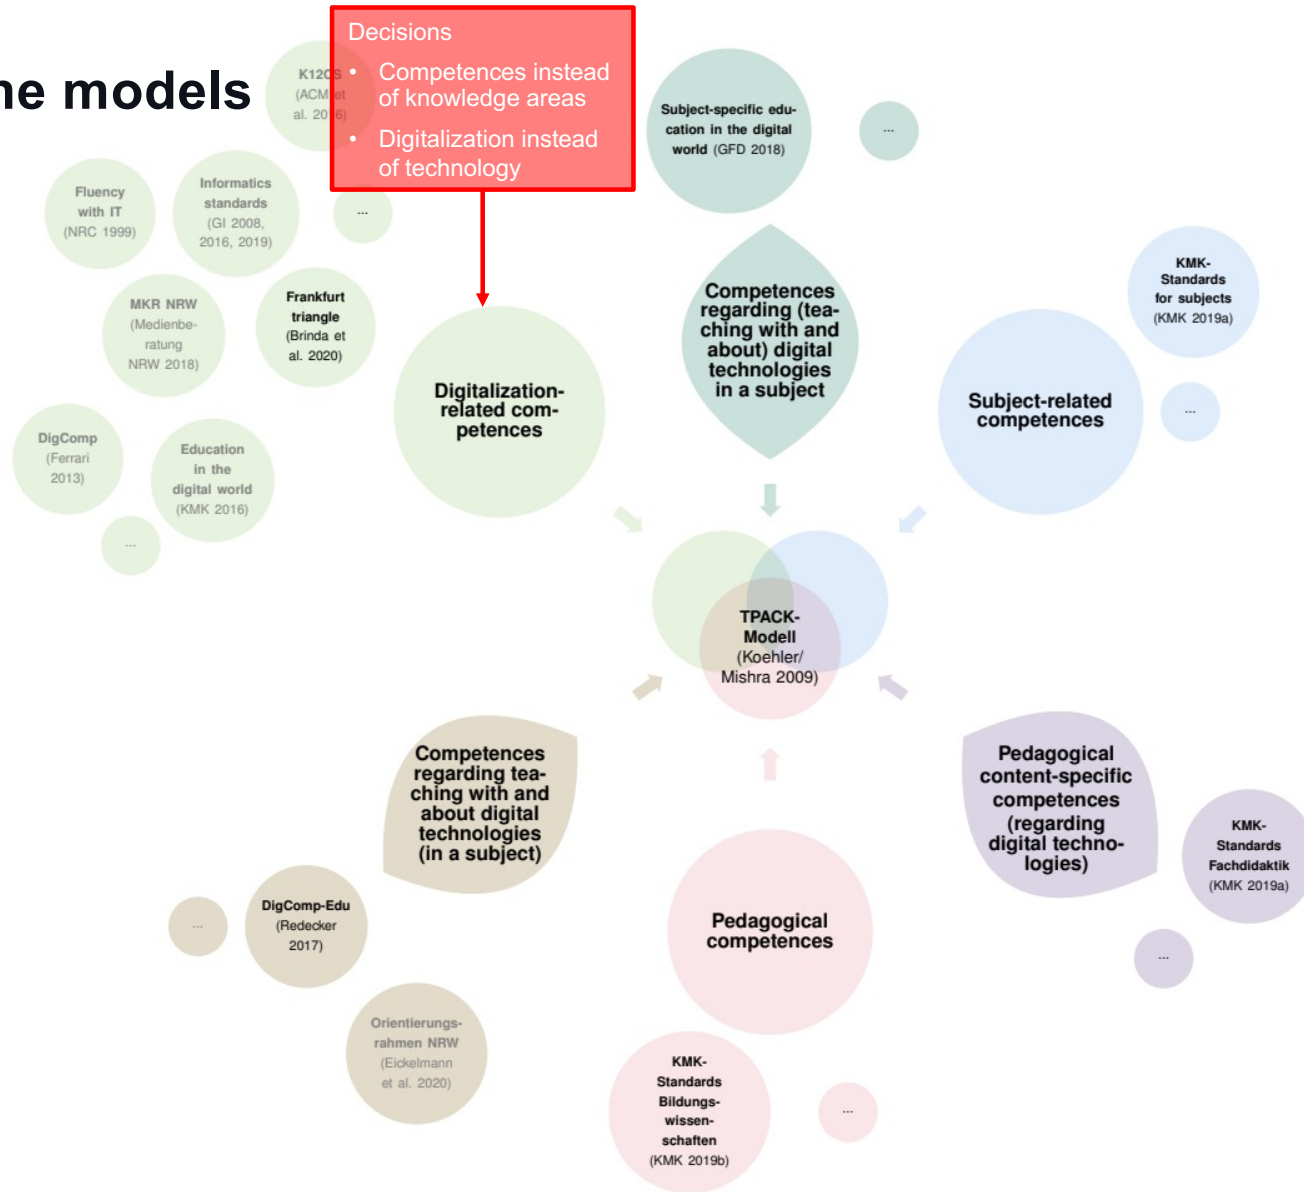 he models
Decisions
• Competences instead
of knowledge areas
• Digitalization instead
of technology
K12CS
(ACM et
al. 2016)
Fluency
with IT
(NRC 1999)
Informatics
standards
(GI 2008,
2016, 2019)
...
MKR NRW
(Medienbe-
ratung
NRW 2018)
Frankfurt
triangle
(Brinda et
al. 2020)
DigComp
(Ferrari
2013)
Education
in the
digital world
(KMK 2016)
...
Digitalization-
related com-
petences
Subject-specific edu-
cation in the digital
world (GFD 2018)
...
Competences
regarding (tea-
ching with and
about) digital
technologies
in a subject
KMK-
Standards
for subjects
(KMK 2019a)
...
Subject-related
competences
TPACK-
Modell
(Koehler/
Mishra 2009)
Competences
regarding tea-
ching with and
about digital
technologies
(in a subject)
DigComp-Edu
(Redecker
2017)
...
Orientierungs-
rahmen NRW
(Eickelmann
et al. 2020)
Pedagogical
competences
KMK-
Standards
Bildungs-
wissen-
schaften
(KMK 2019b)
...
Pedagogical
content-specific
competences
(regarding
digital techno-
logies)
KMK-
Standards
Fachdidaktik
(KMK 2019a)
...